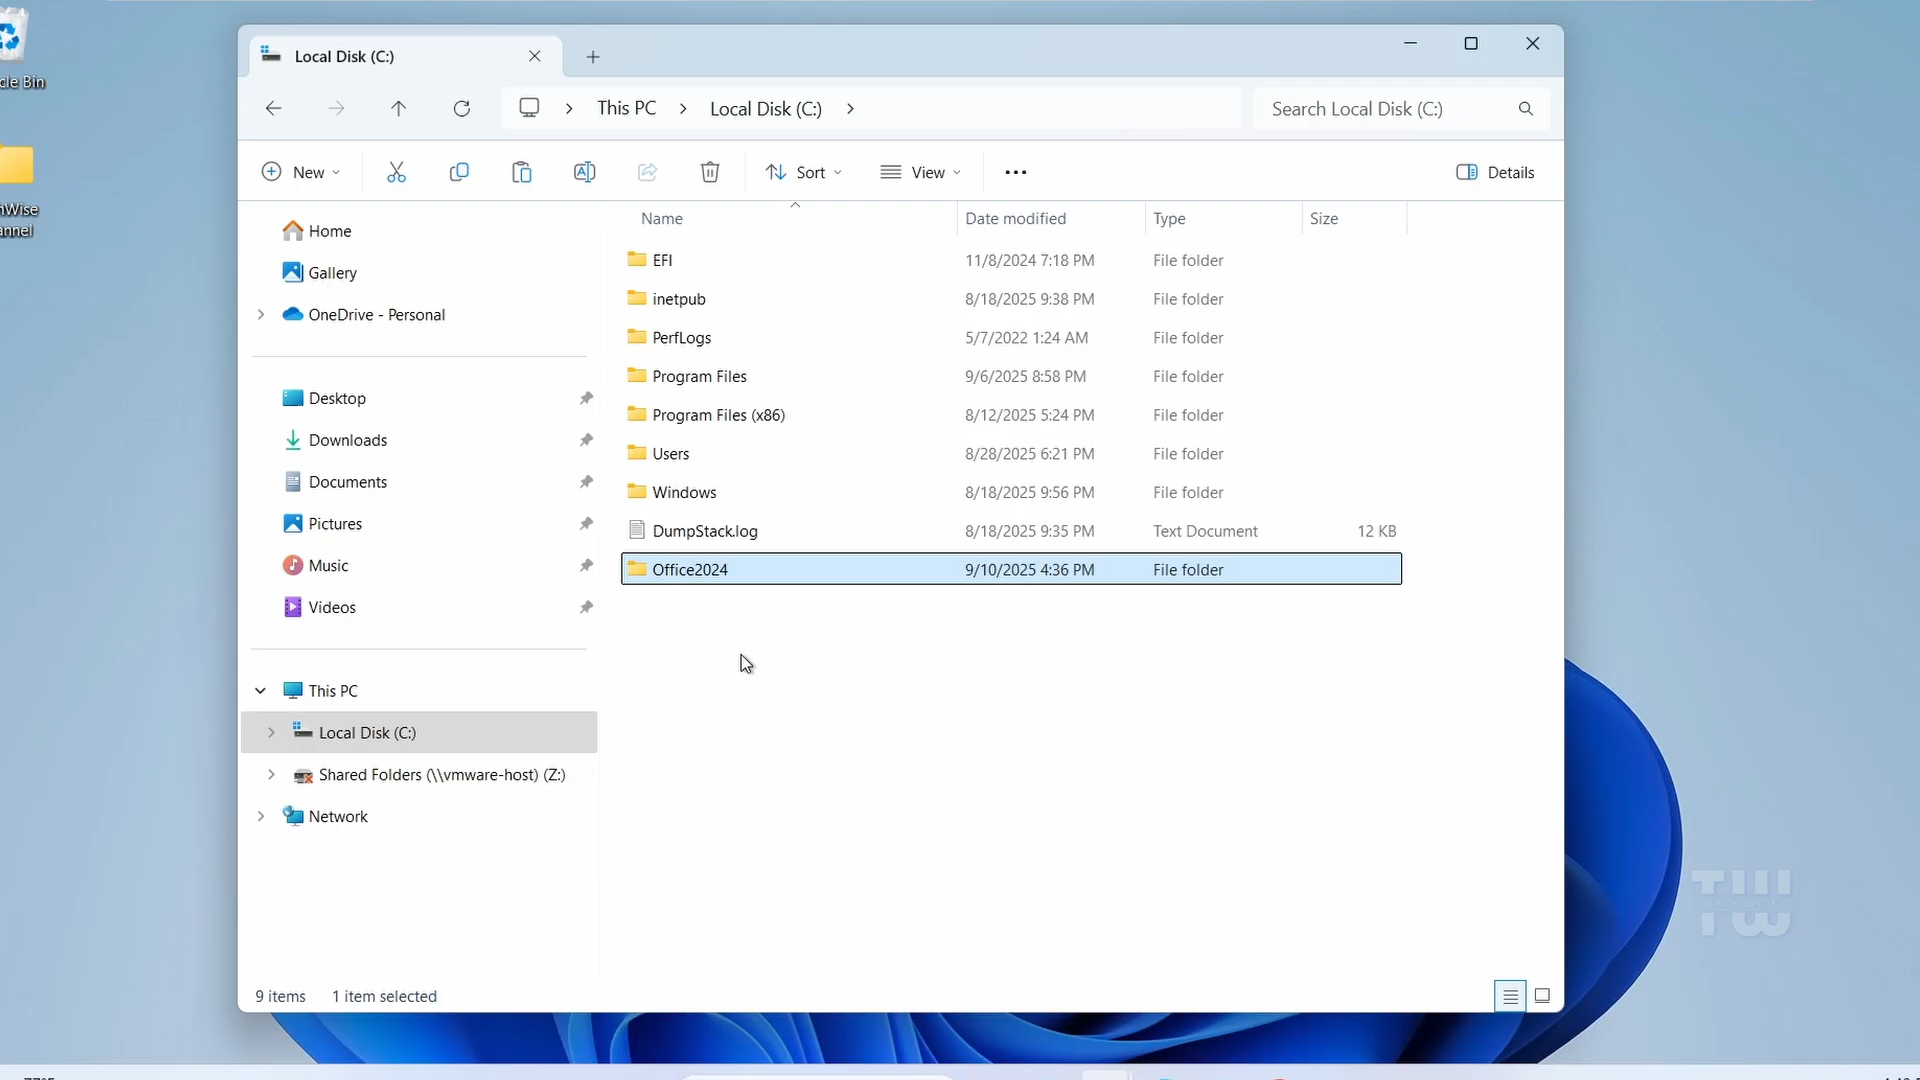 Local Disk (C:)
This PC
Local Disk (C:)
Search Local Disk (C:)
New
Sort
View
Details
Name
Date modified
Type
Size
EFI 11/8/2024 7:18 PM File folder
inetpub 8/18/2025 9:38 PM File folder
PerfLogs 5/7/2022 1:24 AM File folder
Program Files 9/6/2025 8:58 PM File folder
Program Files (x86) 8/12/2025 5:24 PM File folder
Users 8/28/2025 6:21 PM File folder
Windows 8/18/2025 9:56 PM File folder
DumpStack.log 8/18/2025 9:35 PM Text Document 12 KB
Office2024 9/10/2025 4:36 PM File folder
Home
Gallery
OneDrive - Personal
Desktop
Downloads
Documents
Pictures
Music
Videos
This PC
Local Disk (C:)
Shared Folders (\\vmware-host) (Z:)
Network
9 items
1 item selected
cle Bin
Wise
annel
TW